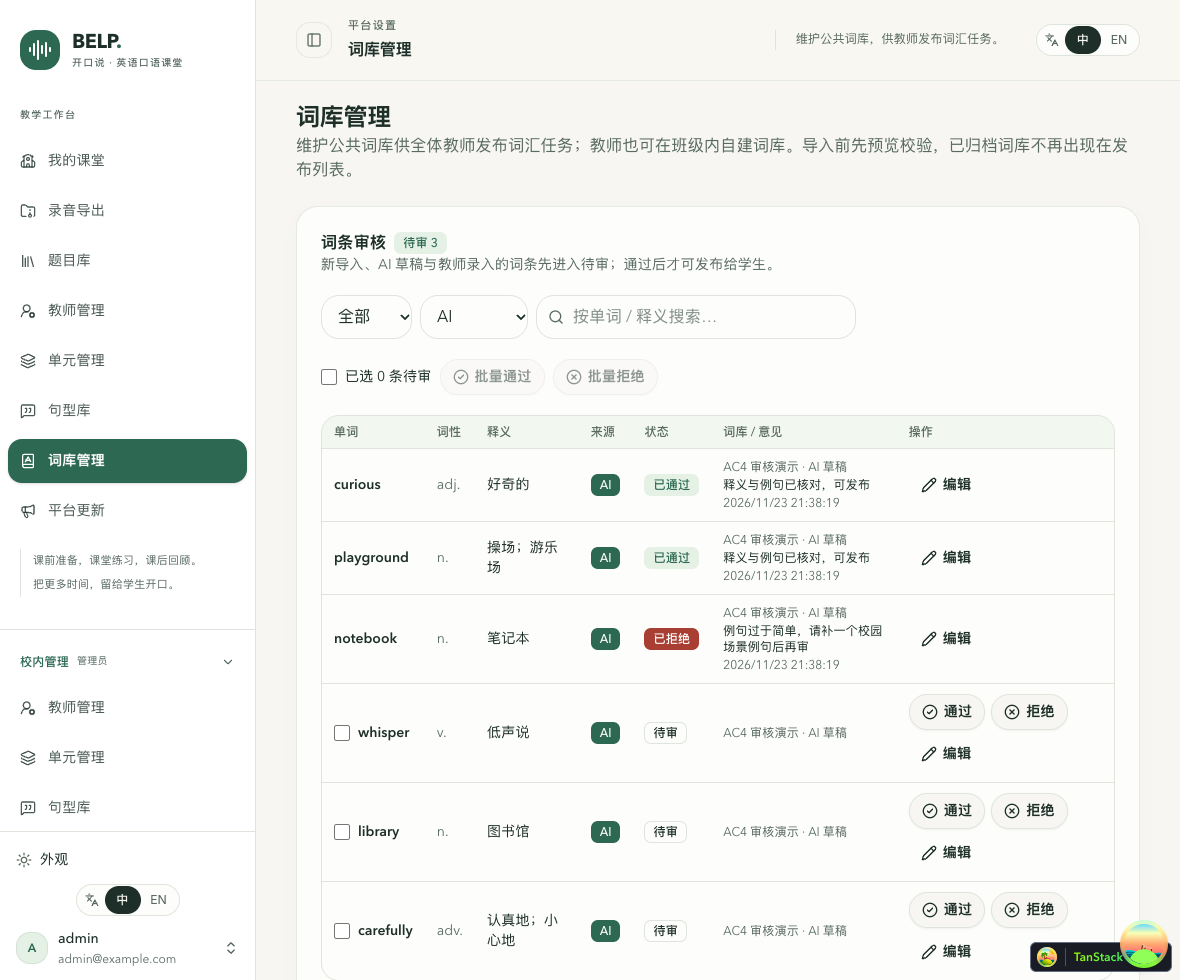 BELP.
开口说 · 英语口语课堂
教学工作台
我的课堂
录音导出
题目库
教师管理
单元管理
句型库
词库管理
平台更新
课前准备，课堂练习，课后回顾。
把更多时间，留给学生开口。
校内管理 管理员
教师管理
单元管理
句型库
外观
中 EN
A
admin
admin@example.com
平台设置
词库管理
维护公共词库，供教师发布词汇任务。
中 EN
词库管理
维护公共词库供全体教师发布词汇任务；教师也可在班级内自建词库。导入前先预览校验，已归档词库不再出现在发
布列表。
词条审核 待审 3
新导入、AI 草稿与教师录入的词条先进入待审；通过后才可发布给学生。
全部 AI 按单词 / 释义搜索…
已选 0 条待审 批量通过 批量拒绝
单词 词性 释义 来源 状态 词库 / 意见 操作
curious adj. 好奇的 AI 已通过 AC4 审核演示 · AI 草稿
释义与例句已核对，可发布 编辑
2026/11/23 21:38:19
playground n. 操场；游乐
场 AI 已通过 AC4 审核演示 · AI 草稿
释义与例句已核对，可发布 编辑
2026/11/23 21:38:19
notebook n. 笔记本 AI 已拒绝 AC4 审核演示 · AI 草稿
例句过于简单，请补一个校园
场景例句后再审 编辑
2026/11/23 21:38:19
whisper v. 低声说 AI 待审 AC4 审核演示 · AI 草稿 通过 拒绝
编辑
library n. 图书馆 AI 待审 AC4 审核演示 · AI 草稿 通过 拒绝
编辑
carefully adv. 认真地；小
心地 AI 待审 AC4 审核演示 · AI 草稿 通过 拒绝
编辑
TanStack